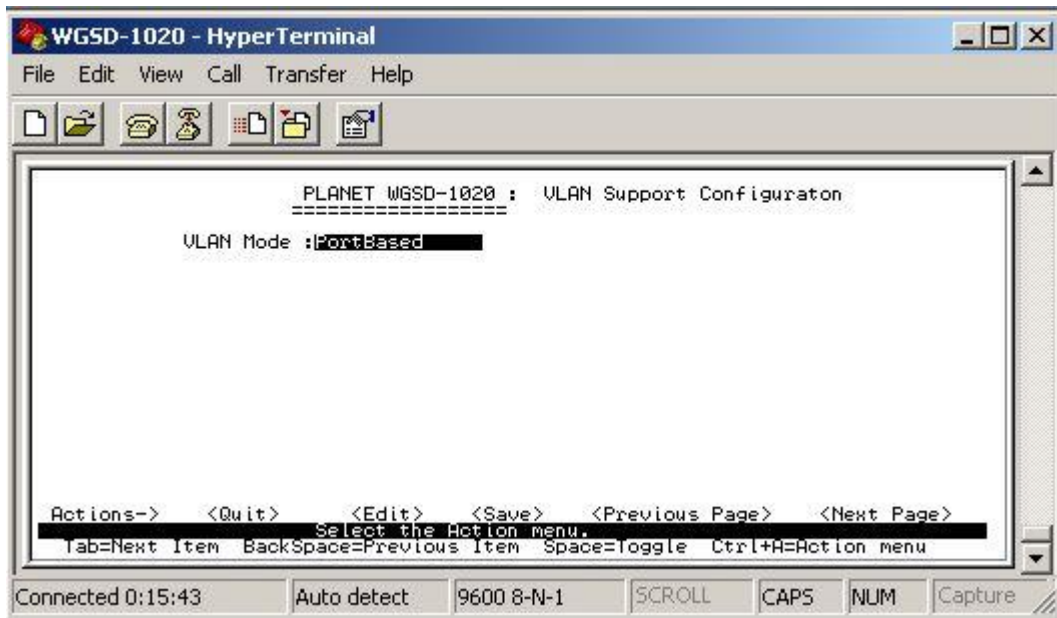 WGSD-1020 - HyperTerminal
File Edit View Call Transfer Help
PLANET WGSD-1020 : VLAN Support Configuraton
===================
VLAN Mode :PortBased
Actions-> <Quit> <Edit> <Save> <Previous Page> <Next Page>
Select the Action menu.
Tab=Next Item BackSpace=Previous Item Space=Toggle Ctrl+A=Action menu
Connected 0:15:43 Auto detect 9600 8-N-1 SCROLL CAPS NUM Capture